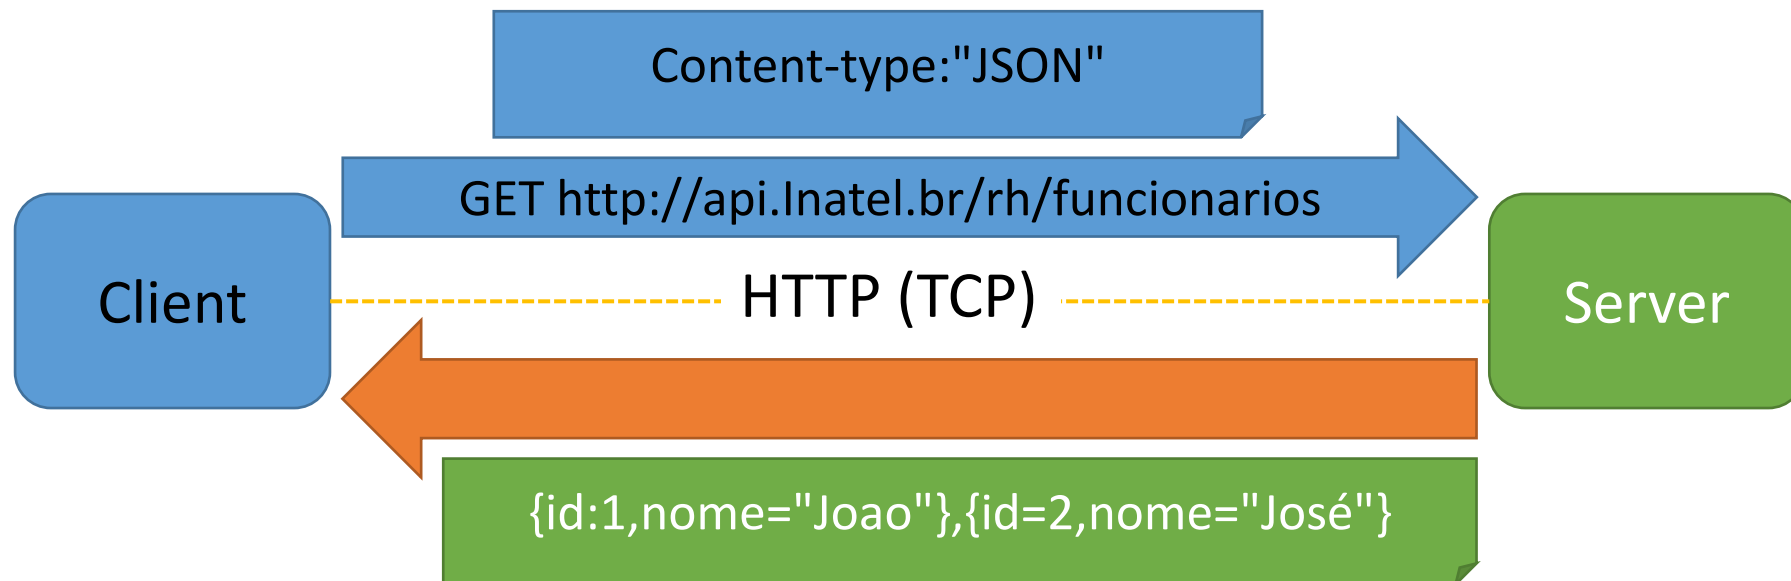 Content-type:"JSON"
GET http://api.Inatel.br/rh/funcionarios
Client
HTTP (TCP)
Server
{id:1,nome="Joao"},{id=2,nome="José"}